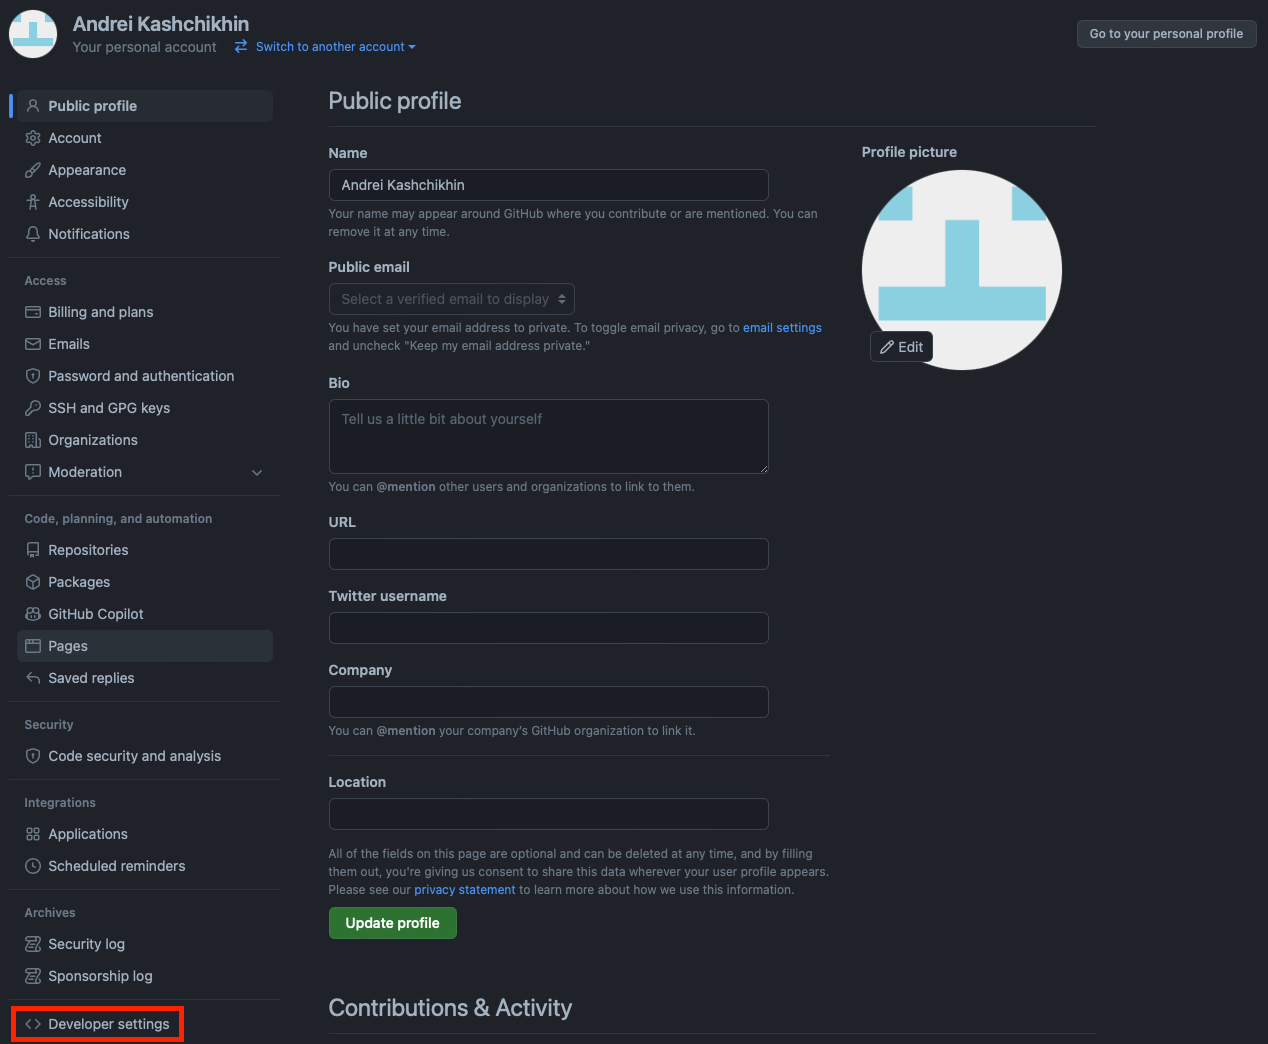 Andrei Kashchikhin
Your personal account
Switch to another account
Go to your personal profile
Public profile
Account
Appearance
Accessibility
Notifications
Access
Billing and plans
Emails
Password and authentication
SSH and GPG keys
Organizations
Moderation
Code, planning, and automation
Repositories
Packages
GitHub Copilot
Pages
Saved replies
Security
Code security and analysis
Integrations
Applications
Scheduled reminders
Archives
Security log
Sponsorship log
Developer settings
Public profile
Name
Andrei Kashchikhin
Your name may appear around GitHub where you contribute or are mentioned. You can
remove it at any time.
Public email
Select a verified email to display
You have set your email address to private. To toggle email privacy, go to email settings
and uncheck "Keep my email address private."
Bio
Tell us a little bit about yourself
You can @mention other users and organizations to link to them.
URL
Twitter username
Company
You can @mention your company's GitHub organization to link it.
Location
All of the fields on this page are optional and can be deleted at any time, and by filling
them out, you're giving us consent to share this data wherever your user profile appears.
Please see our privacy statement to learn more about how we use this information.
Update profile
Contributions & Activity
Profile picture
Edit